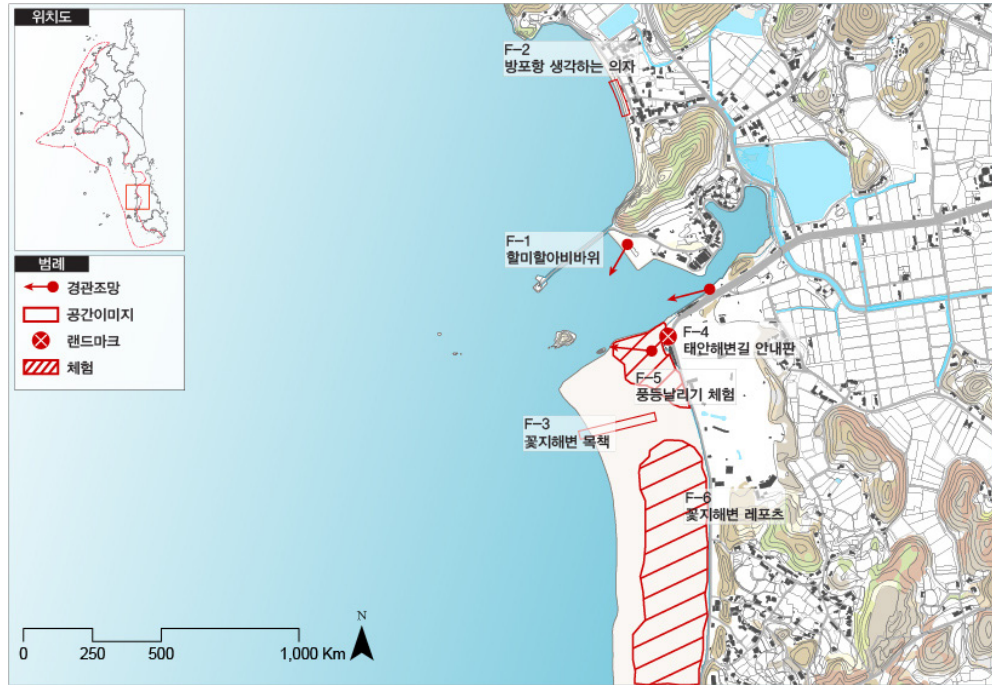 위치도
범례
경관조망
공간이미지
랜드마크
체험
F-2
방포항 생각하는 의자
F-1
할미할아비바위
F-4
태안해변길 안내판
F-5
풍등날리기 체험
F-3
꽃지해변 목책
F-6
꽃지해변 레포츠
N
0 250 500 1,000 Km